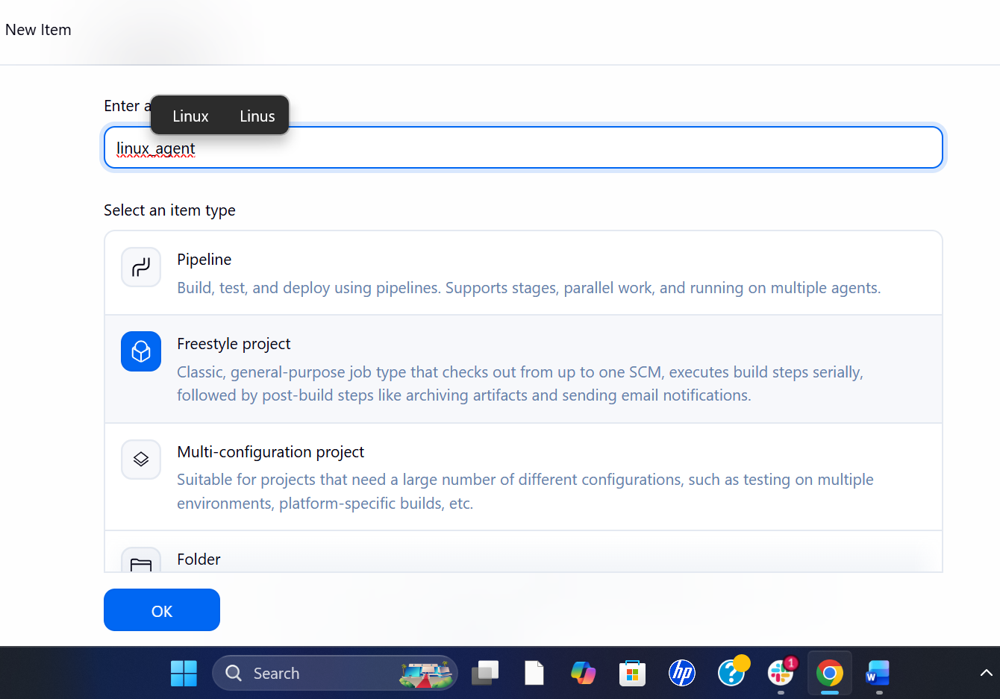 New Item
Enter a
Linux Linus
linux_agent
Select an item type
Pipeline
Build, test, and deploy using pipelines. Supports stages, parallel work, and running on multiple agents.
Freestyle project
Classic, general-purpose job type that checks out from up to one SCM, executes build steps serially,
followed by post-build steps like archiving artifacts and sending email notifications.
Multi-configuration project
Suitable for projects that need a large number of different configurations, such as testing on multiple
environments, platform-specific builds, etc.
Folder
OK
Search
hp
?
1
W